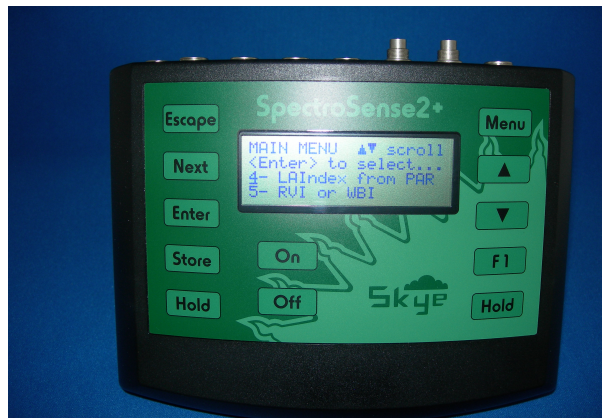 SpectroSense2+
Escape
Next
Enter
Store
Hold
MAIN MENU ▲▼ scroll
<Enter> to select...
4- LAIndex from PAR
5- RVI or WBI
On
Off
Skye
Menu
▲
▼
F1
Hold